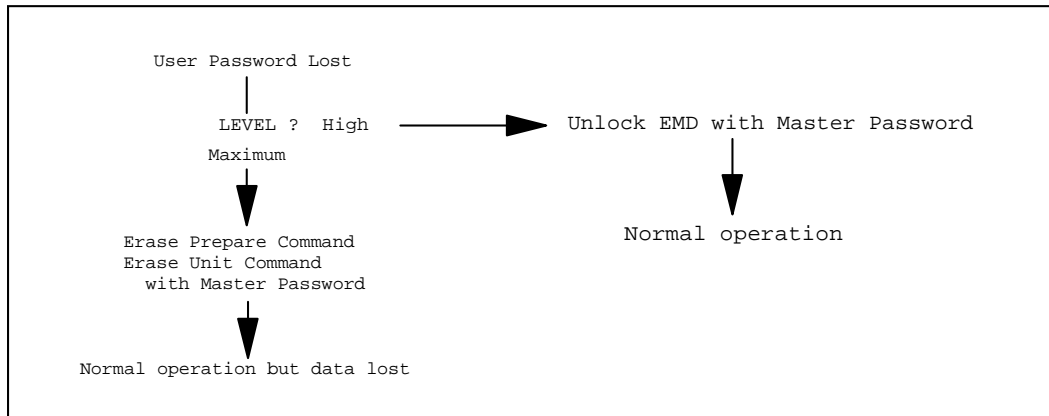 User Password Lost
LEVEL ? High
Maximum
Erase Prepare Command
Erase Unit Command
with Master Password
Normal operation but data lost
Unlock EMD with Master Password
Normal operation